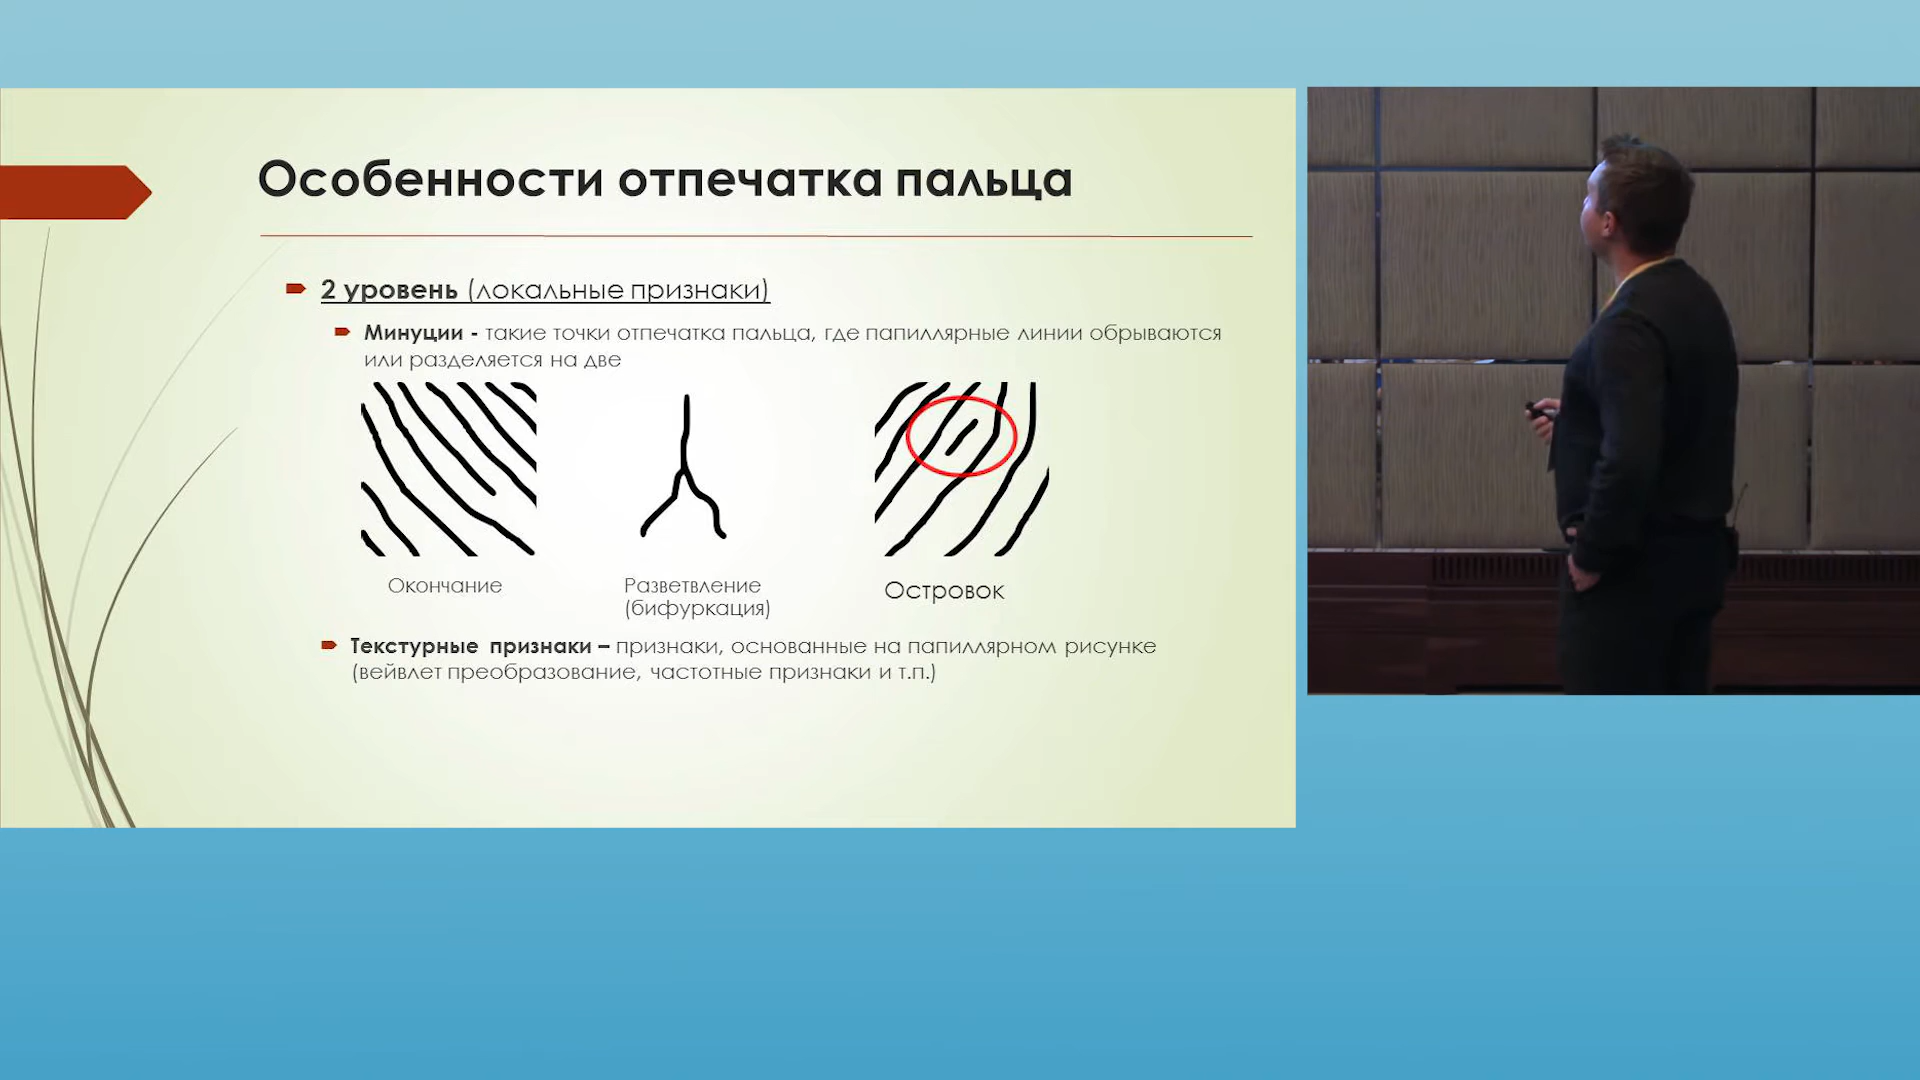 Особенности отпечатка пальца
2 уровень (локальные признаки)
Минуции - такие точки отпечатка пальца, где папиллярные линии обрываются
или разделяется на две
Окончание
Разветвление
(бифуркация)
Островок
Текстурные признаки – признаки, основанные на папиллярном рисунке
(вейвлет преобразование, частотные признаки и т.п.)